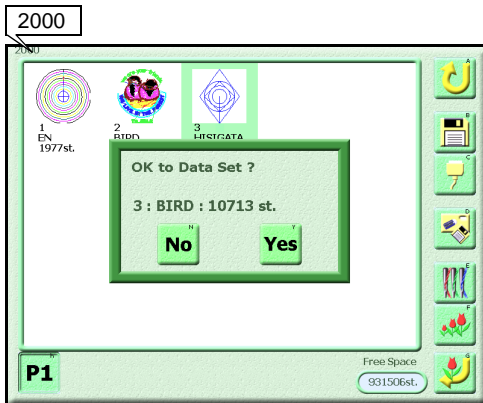 2000
2000
A
1
EN
1977st.
2
BIRD
3
HISIGATA
B
C
D
OK to Data Set ?
3 : BIRD : 10713 st.
N
No
Y
Yes
E
F
h
P1
Free Space
931506st.
G